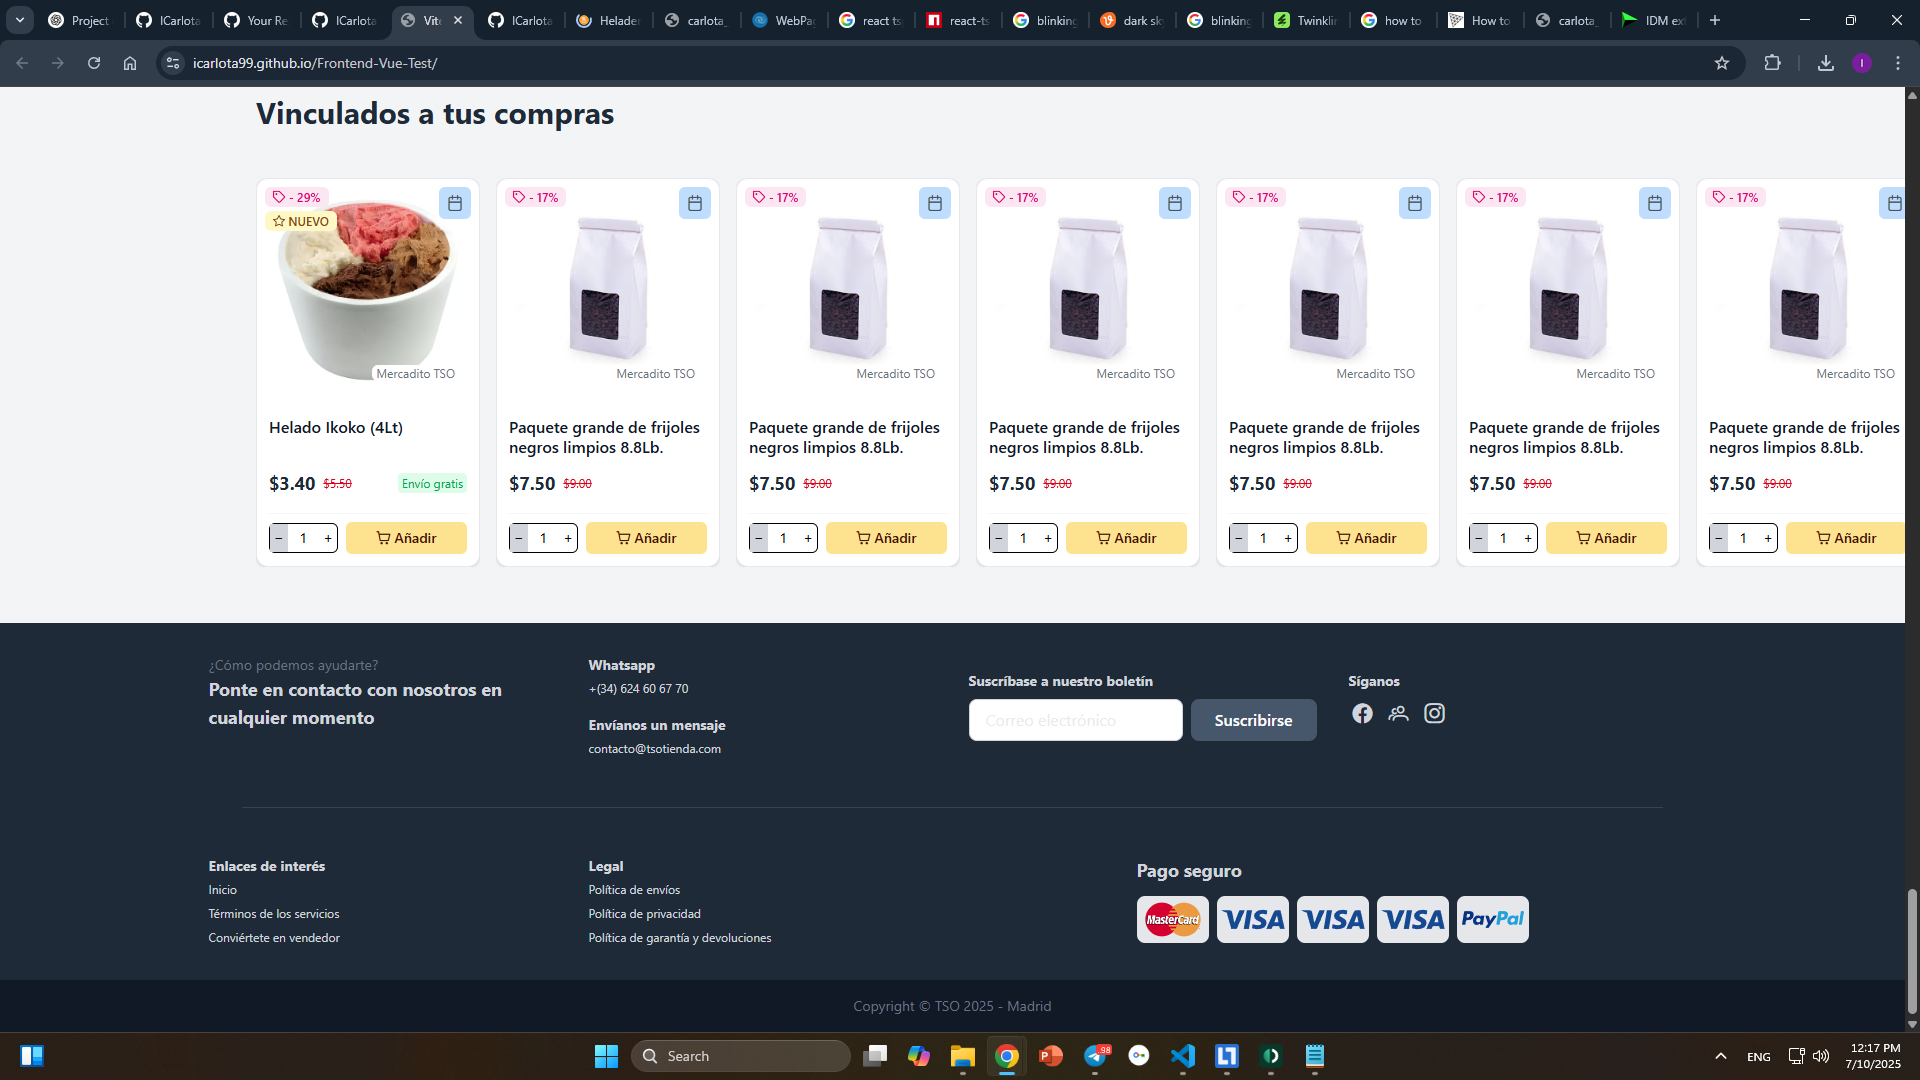 Project
ICarlota
Your Re
ICarlota
Vite
ICarlota
Helader
carlota_
WebPag
react ts
react-ts
blinking
dark sky
blinking
Twinklin
how to
How to
carlota_
IDM ext
icarlota99.github.io/Frontend-Vue-Test/
I
Vinculados a tus compras
- 29%
NUEVO
Mercadito TSO
Helado Ikoko (4Lt)
$3.40 $5.50 Envío gratis
− 1 + Añadir
- 17%
Mercadito TSO
Paquete grande de frijoles
negros limpios 8.8Lb.
$7.50 $9.00
− 1 + Añadir
- 17%
Mercadito TSO
Paquete grande de frijoles
negros limpios 8.8Lb.
$7.50 $9.00
− 1 + Añadir
- 17%
Mercadito TSO
Paquete grande de frijoles
negros limpios 8.8Lb.
$7.50 $9.00
− 1 + Añadir
- 17%
Mercadito TSO
Paquete grande de frijoles
negros limpios 8.8Lb.
$7.50 $9.00
− 1 + Añadir
- 17%
Mercadito TSO
Paquete grande de frijoles
negros limpios 8.8Lb.
$7.50 $9.00
− 1 + Añadir
- 17%
Mercadito TSO
Paquete grande de frijoles
negros limpios 8.8Lb.
$7.50 $9.00
− 1 + Añadir
¿Cómo podemos ayudarte?
Ponte en contacto con nosotros en
cualquier momento
Whatsapp
+(34) 624 60 67 70
Envíanos un mensaje
contacto@tsotienda.com
Suscríbase a nuestro boletín
Correo electrónico
Suscribirse
Síganos
Enlaces de interés
Inicio
Términos de los servicios
Conviértete en vendedor
Legal
Política de envíos
Política de privacidad
Política de garantía y devoluciones
Pago seguro
MasterCard
VISA
VISA
VISA
PayPal
Copyright © TSO 2025 - Madrid
Search
.98
ENG
12:17 PM
7/10/2025